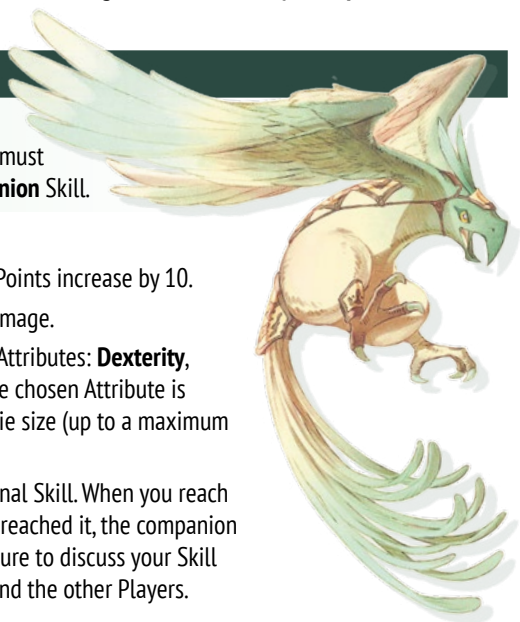 must
nion Skill.
Points increase by 10.
mage.
Attributes: Dexterity,
e chosen Attribute is
ie size (up to a maximum
nal Skill. When you reach
reached it, the companion
ure to discuss your Skill
nd the other Players.